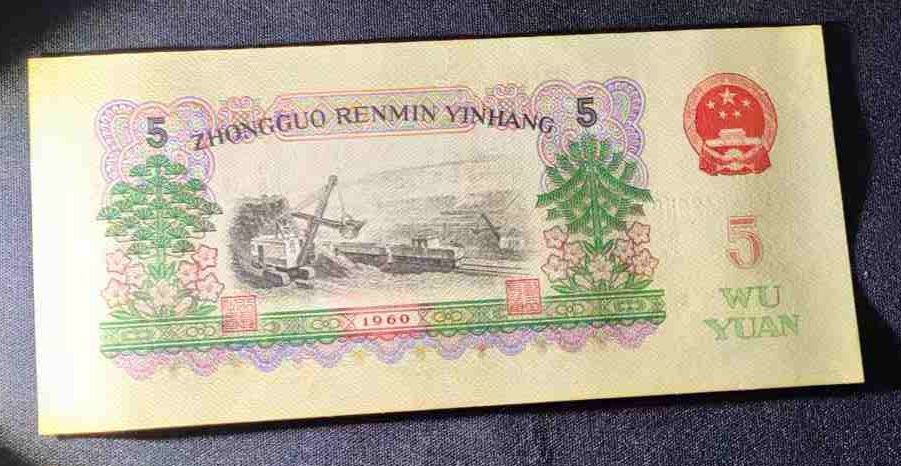 5 ZHONGGUO RENMIN YINHANG 5
5
WU
YUAN
1960